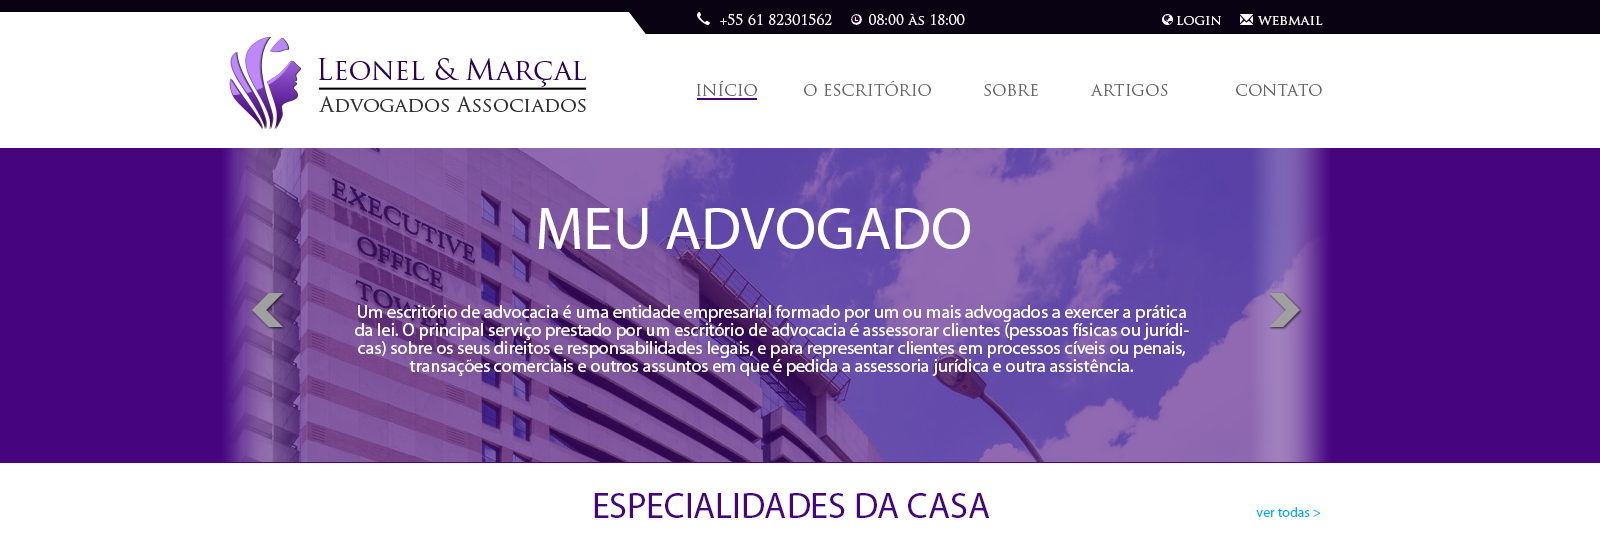 +55 61 82301562
08:00 ÀS 18:00
LOGIN
WEBMAIL
LEONEL & MARÇAL
ADVOGADOS ASSOCIADOS
INÍCIO
O ESCRITÓRIO
SOBRE
ARTIGOS
CONTATO
EXECUTIVE
OFFICE
TOWER
MEU ADVOGADO
Um escritório de advocacia é uma entidade empresarial formado por um ou mais advogados a exercer a prática
da lei. O principal serviço prestado por um escritório de advocacia é assessorar clientes (pessoas físicas ou jurídi-
cas) sobre os seus direitos e responsabilidades legais, e para representar clientes em processos cíveis ou penais,
transações comerciais e outros assuntos em que é pedida a assessoria jurídica e outra assistência.
ESPECIALIDADES DA CASA
ver todas >